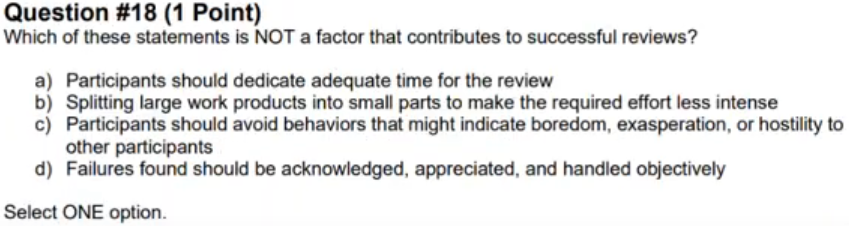 Question #18 (1 Point)
Which of these statements is NOT a factor that contributes to successful reviews?
a) Participants should dedicate adequate time for the review
b) Splitting large work products into small parts to make the required effort less intense
c) Participants should avoid behaviors that might indicate boredom, exasperation, or hostility to
other participants
d) Failures found should be acknowledged, appreciated, and handled objectively
Select ONE option.